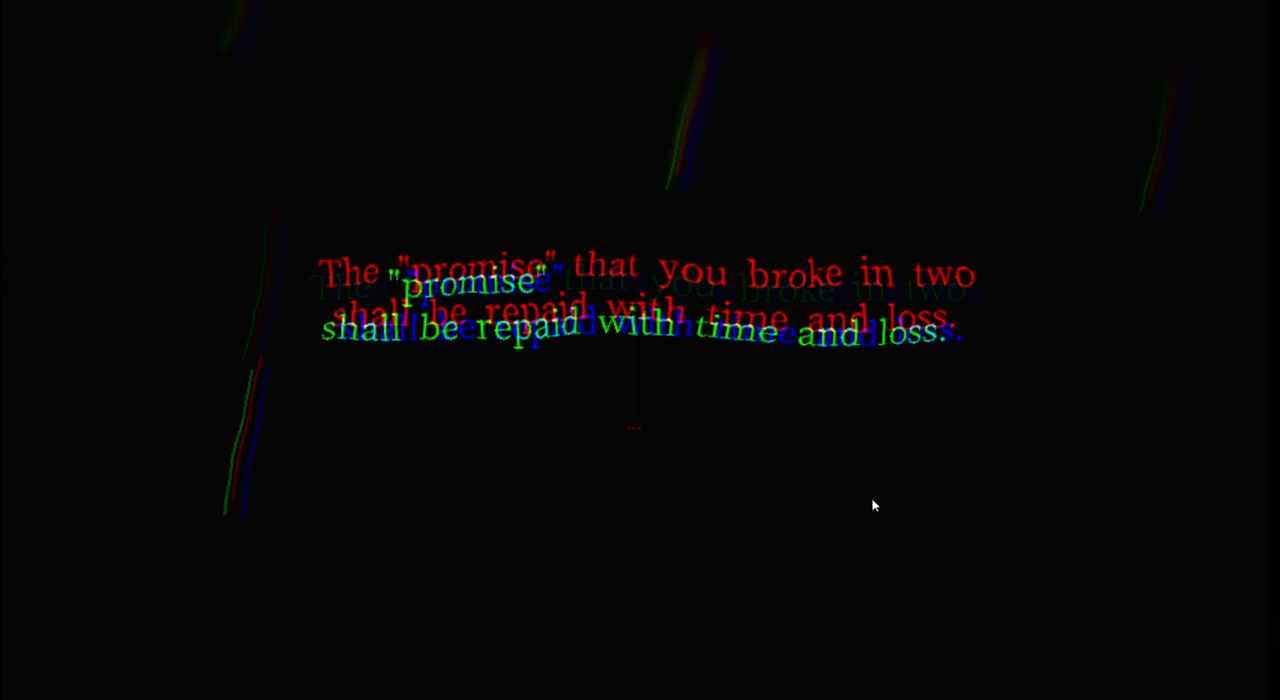 The "promise" that you broke in two
shall be repaid with time and loss.
...